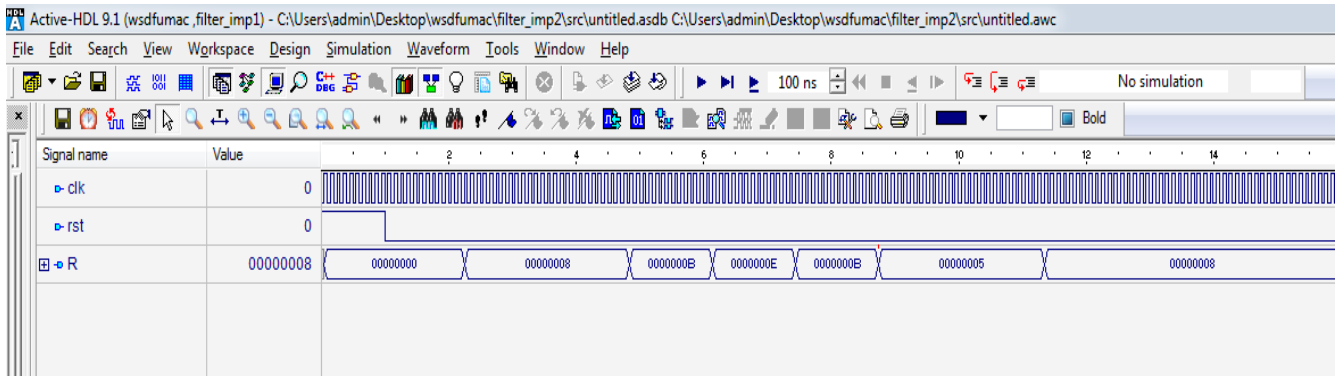 Active-HDL 9.1 (wsdfumac ,filter_imp1) - C:\Users\admin\Desktop\wsdfumac\filter_imp2\src\untitled.asdb C:\Users\admin\Desktop\wsdfumac\filter_imp2\src\untitled.awc
File Edit Search View Workspace Design Simulation Waveform Tools Window Help
C++ DBG 100 ns No simulation
Bold
Signal name Value 2 4 6 8 10 12 14
clk 0
rst 0
R 00000008 00000000 00000008 0000000B 0000000E 0000000B 00000005 00000008